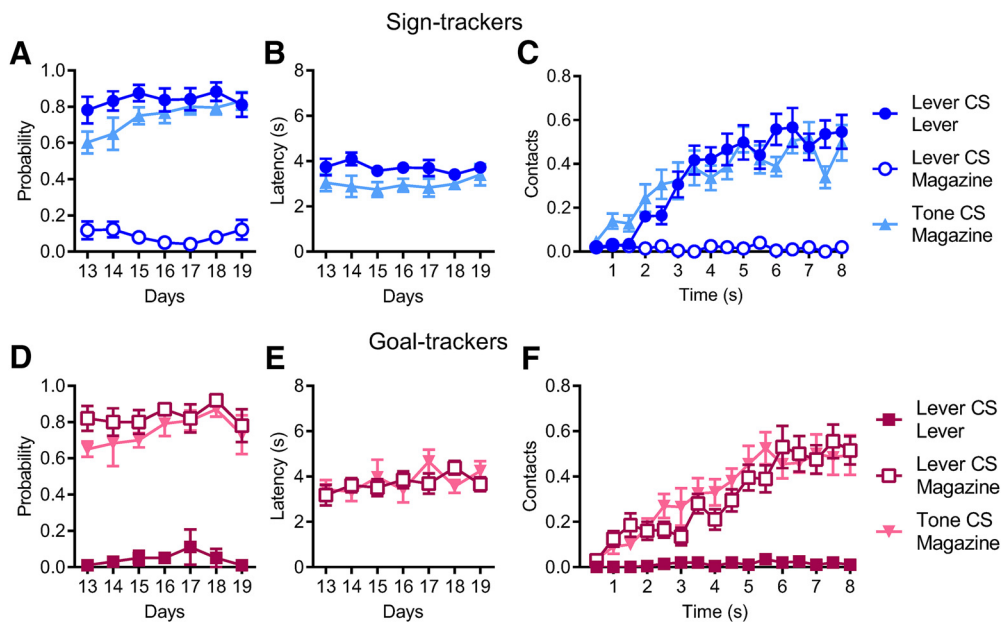 Sign-trackers
A
B
C
Probability
1.0
0.8
0.6
0.4
0.2
0.0
13 14 15 16 17 18 19
Days
Latency (s)
8
6
4
2
0
13 14 15 16 17 18 19
Days
Contacts
0.8
0.6
0.4
0.2
0.0
1 2 3 4 5 6 7 8
Time (s)
Lever CS
Lever
Lever CS
Magazine
Tone CS
Magazine
Goal-trackers
D
E
F
Probability
1.0
0.8
0.6
0.4
0.2
0.0
13 14 15 16 17 18 19
Days
Latency (s)
8
6
4
2
0
13 14 15 16 17 18 19
Days
Contacts
0.8
0.6
0.4
0.2
0.0
1 2 3 4 5 6 7 8
Time (s)
Lever CS
Lever
Lever CS
Magazine
Tone CS
Magazine